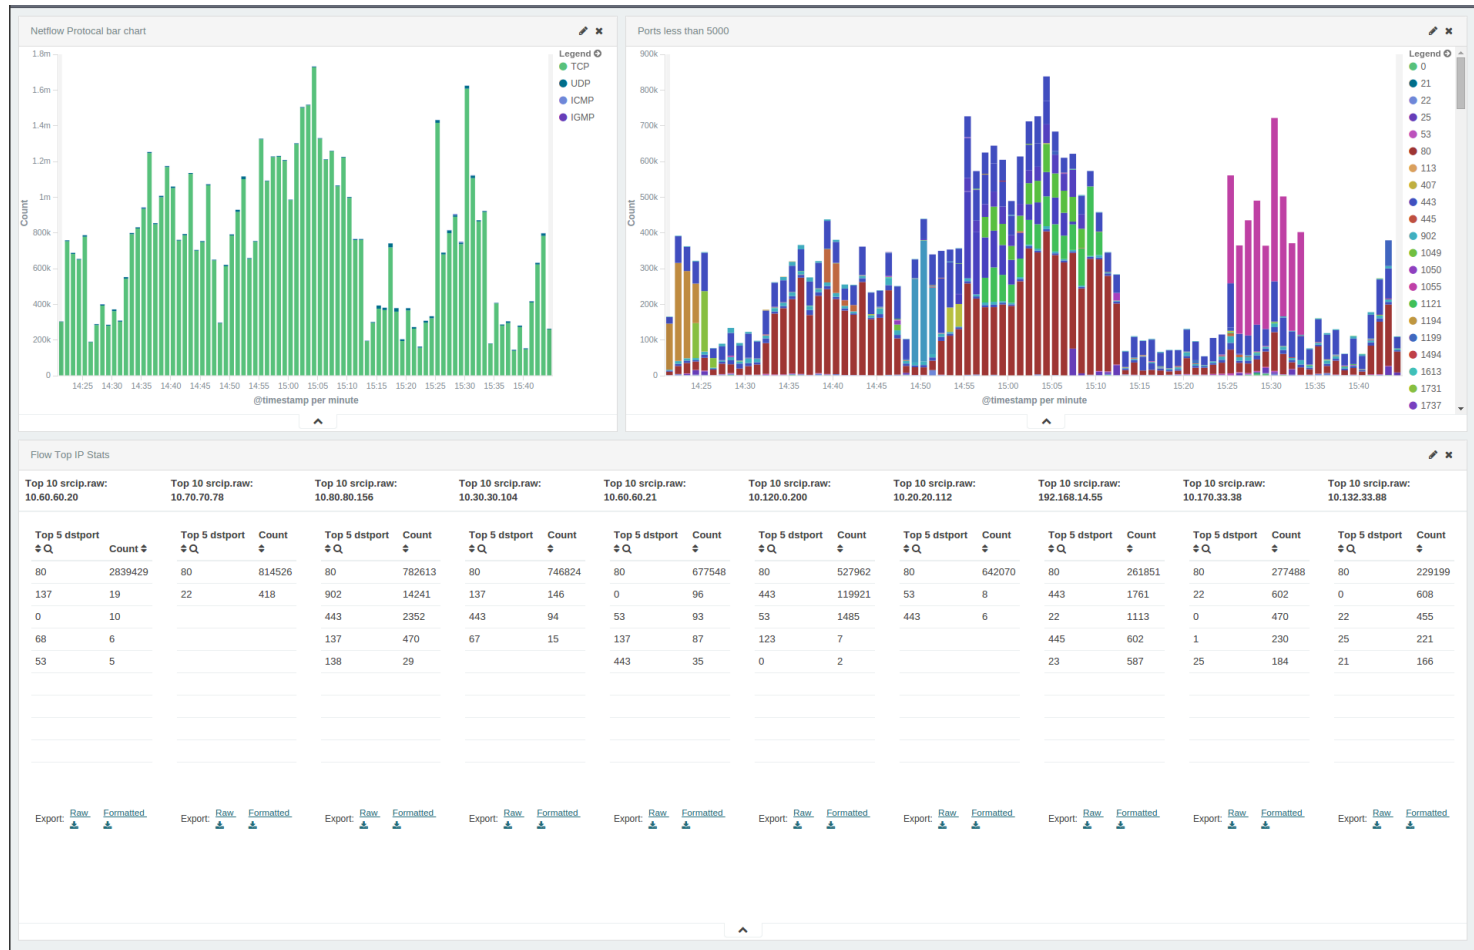 Netflow Protocal bar chart
Legend
TCP
UDP
ICMP
IGMP
1.8m
1.6m
1.4m
1.2m
1m
800k
600k
400k
200k
0
Count
14:25 14:30 14:35 14:40 14:45 14:50 14:55 15:00 15:05 15:10 15:15 15:20 15:25 15:30 15:35 15:40
@timestamp per minute
Ports less than 5000
Legend
0
21
22
25
53
80
113
407
443
445
902
1049
1050
1055
1121
1194
1199
1494
1613
1731
1737
900k
800k
700k
600k
500k
400k
300k
200k
100k
0
Count
14:25 14:30 14:35 14:40 14:45 14:50 14:55 15:00 15:05 15:10 15:15 15:20 15:25 15:30 15:35 15:40
@timestamp per minute
Flow Top IP Stats
Top 10 srcip.raw: Top 10 srcip.raw: Top 10 srcip.raw: Top 10 srcip.raw: Top 10 srcip.raw: Top 10 srcip.raw: Top 10 srcip.raw: Top 10 srcip.raw: Top 10 srcip.raw: Top 10 srcip.raw:
10.60.60.20 10.70.70.78 10.80.80.156 10.30.30.104 10.60.60.21 10.120.0.200 10.20.20.112 192.168.14.55 10.170.33.38 10.132.33.88
Top 5 dstport Count Top 5 dstport Count Top 5 dstport Count Top 5 dstport Count Top 5 dstport Count Top 5 dstport Count Top 5 dstport Count Top 5 dstport Count Top 5 dstport Count Top 5 dstport Count
80 2839429 80 814526 80 782613 80 746824 80 677548 80 527962 80 642070 80 261851 80 277488 80 229199
137 19 22 418 902 14241 137 146 0 96 443 119921 53 8 443 1761 22 602 0 608
0 10 443 2352 443 94 53 93 53 1485 443 6 22 1113 0 470 22 455
68 6 137 470 67 15 137 87 123 7 445 602 1 230 25 221
53 5 138 29 443 35 0 2 23 587 25 184 21 166
Export: Raw Formatted Export: Raw Formatted Export: Raw Formatted Export: Raw Formatted Export: Raw Formatted Export: Raw Formatted Export: Raw Formatted Export: Raw Formatted Export: Raw Formatted Export: Raw Formatted